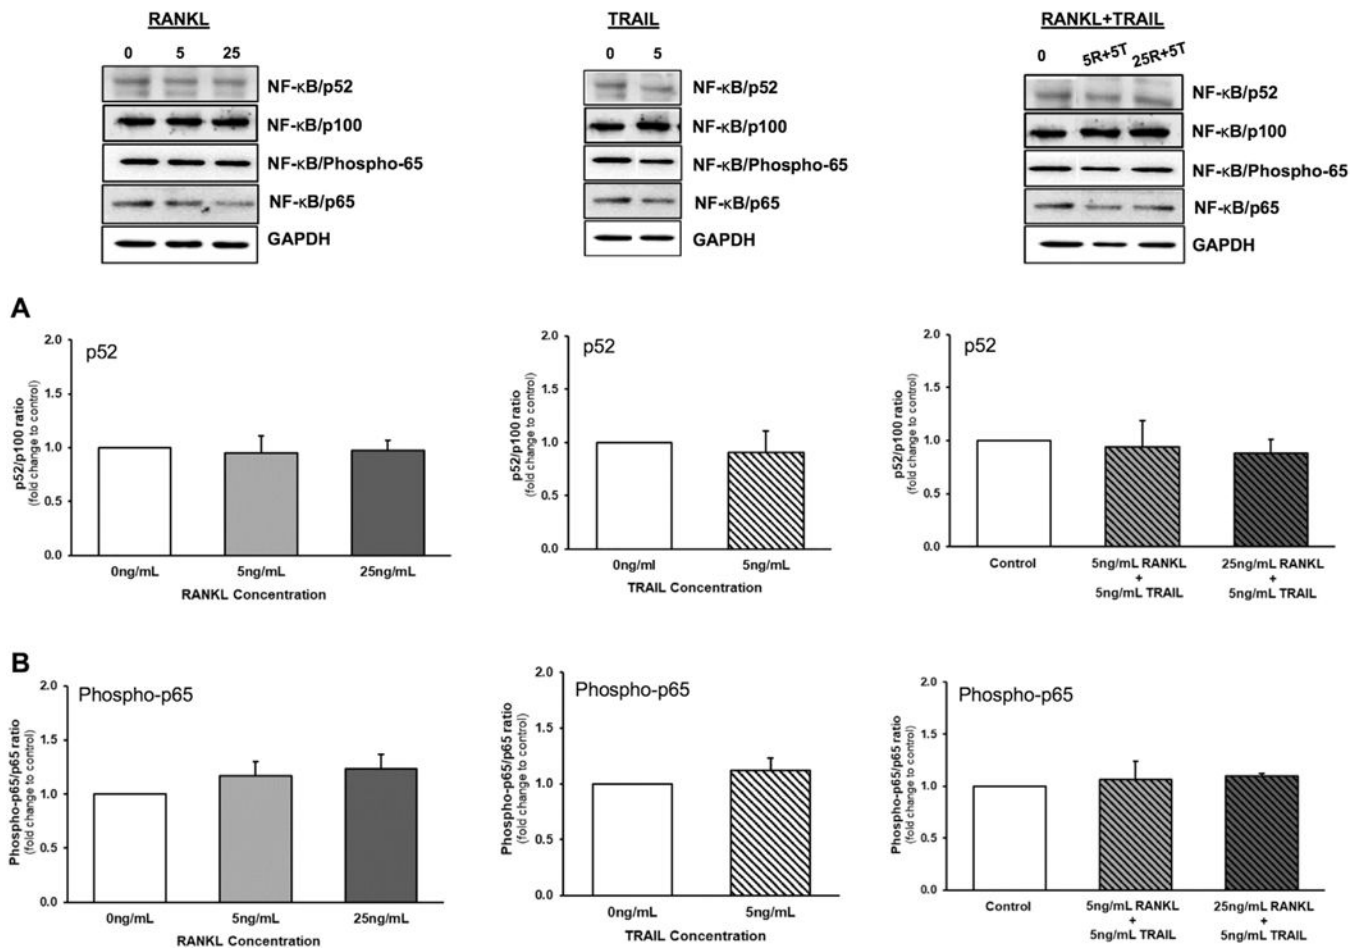 RANKL
0 5 25
NF-κB/p52
NF-κB/p100
NF-κB/Phospho-65
NF-κB/p65
GAPDH
TRAIL
0 5
NF-κB/p52
NF-κB/p100
NF-κB/Phospho-65
NF-κB/p65
GAPDH
RANKL+TRAIL
0 5R+5T 25R+5T
NF-κB/p52
NF-κB/p100
NF-κB/Phospho-65
NF-κB/p65
GAPDH
A
p52
p52/p100 ratio
(fold change to control)
2.0
1.5
1.0
0.5
0.0
0ng/mL 5ng/mL 25ng/mL
RANKL Concentration
p52
p52/p100 ratio
(fold change to control)
2.0
1.5
1.0
0.5
0.0
0ng/ml 5ng/mL
TRAIL Concentration
p52
p52/p100 ratio
(fold change to control)
2.0
1.5
1.0
0.5
0.0
Control
5ng/mL RANKL
+
5ng/mL TRAIL
25ng/mL RANKL
+
5ng/mL TRAIL
B
Phospho-p65
Phospho-p65/p65 ratio
(fold change to control)
2.0
1.5
1.0
0.5
0.0
0ng/mL 5ng/mL 25ng/mL
RANKL Concentration
Phospho-p65
Phospho-p65/p65 ratio
(fold change to control)
2.0
1.5
1.0
0.5
0.0
0ng/mL 5ng/mL
TRAIL Concentration
Phospho-p65
Phospho-p65/p65 ratio
(fold change to control)
2.0
1.5
1.0
0.5
0.0
Control
5ng/mL RANKL
+
5ng/mL TRAIL
25ng/mL RANKL
+
5ng/mL TRAIL